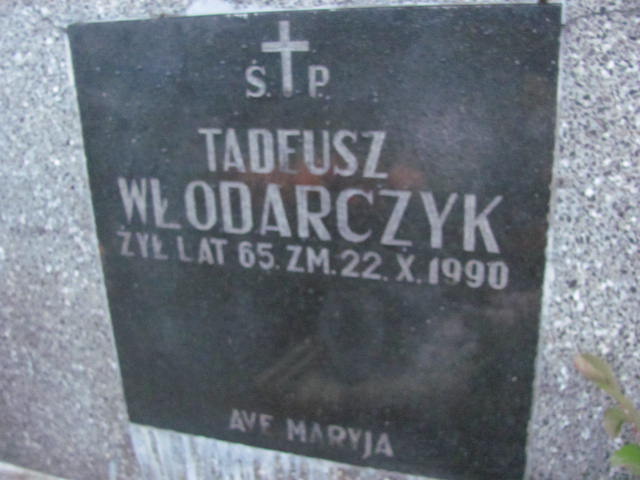 Ś. P.
TADEUSZ
WŁODARCZYK
ŻYŁ LAT 65. ZM. 22. X. 1990
AVE MARYJA